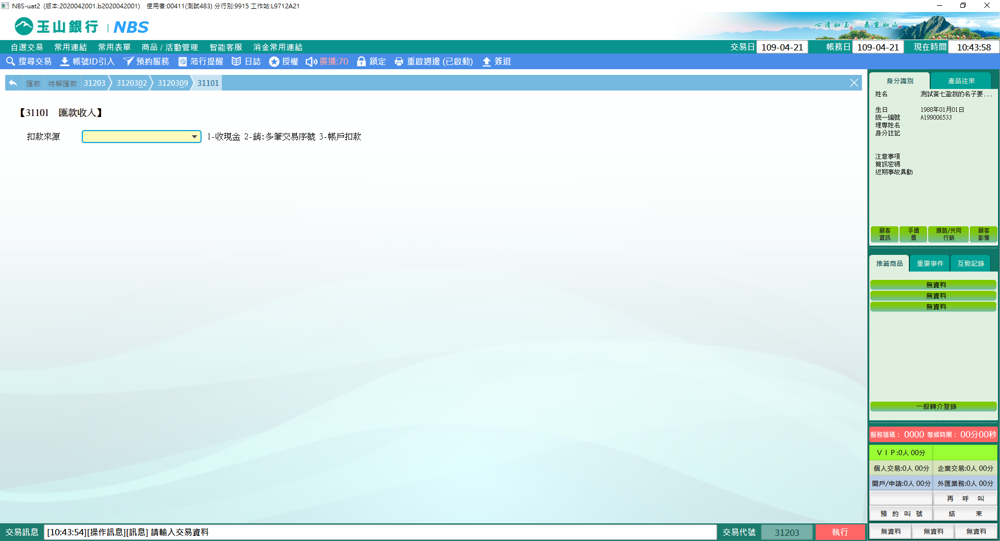 NBS-uat2 (版本:2020042001.b2020042001) 使用者:00411(測試483) 分行別:9915 工作站:L9712A21
玉山銀行 | NBS
心清如玉 義重如山
自選交易 常用連結 常用表單 商品 / 活動管理 智能客服 消金常用連結 交易日 109-04-21 帳務日 109-04-21 現在時間 10:43:58
搜尋交易 帳號ID引入 預約服務 蒞行提醒 日誌 授權 廣播:70 鎖定 重啟週邊 (已啟動) 簽退
匯款 待解匯款 31203 3120302 3120309 31101
【31101 匯款收入】
扣款來源 1-收現金 2-銷:多筆交易序號 3-帳戶扣款
身分識別 產品往來
姓名 測試黃七盈我的名子要...
生日 1988年01月01日
統一編號 A199006533
理專姓名
身分註記
注意事項
簡訊密碼
近期事故異動
顧客資訊 手續費 通路/共同行銷 顧客影像
推薦商品 重要事件 互動記錄
無資料
無資料
無資料
一般轉介登錄
服務號碼: 0000 等候時間: 00分00秒
VIP:0人 00分
個人交易:0人 00分 企業交易:0人 00分
開戶/申請:0人 00分 外匯業務:0人 00分
再呼叫
預約叫號 結束
無資料 無資料 無資料
交易訊息 [10:43:54][操作訊息][訊息] 請輸入交易資料 交易代號 31203 執行